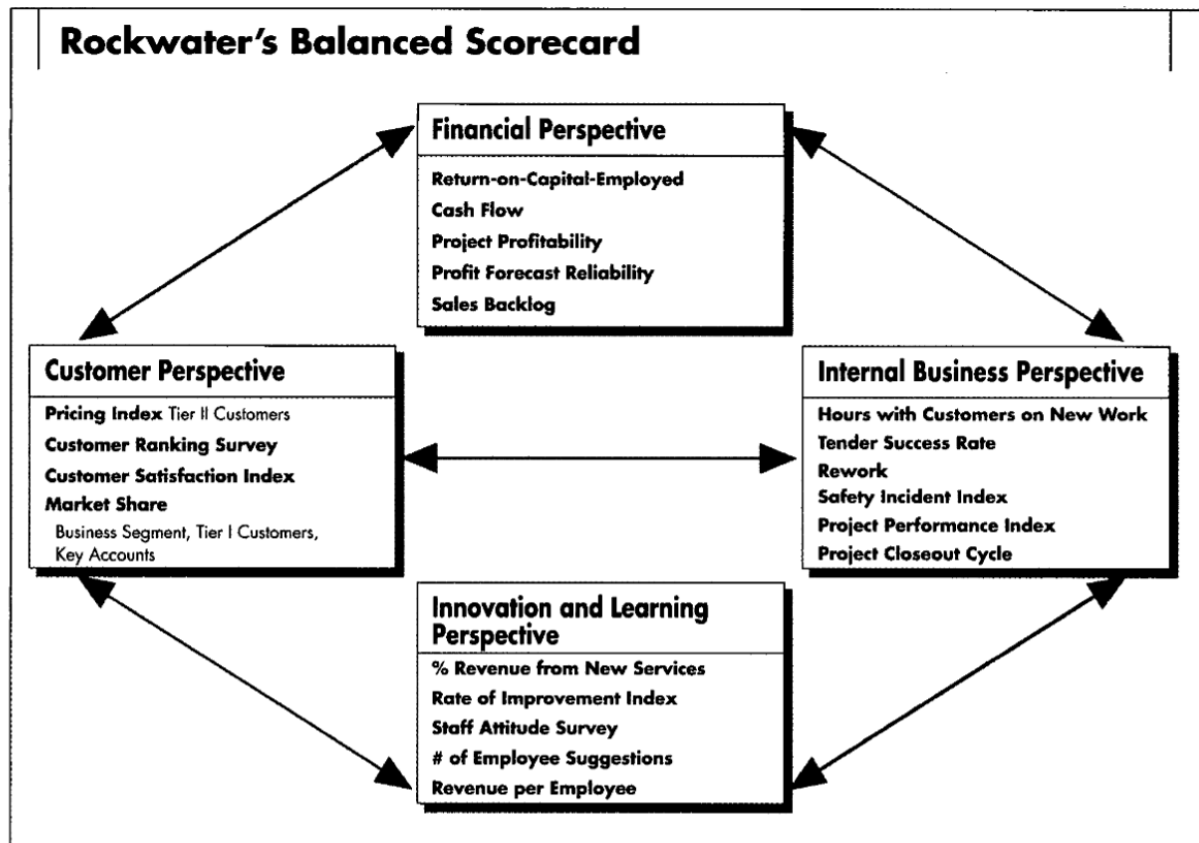 Rockwater's Balanced Scorecard
Financial Perspective
Return-on-Capital-Employed
Cash Flow
Project Profitability
Profit Forecast Reliability
Sales Backlog
Customer Perspective
Pricing Index Tier II Customers
Customer Ranking Survey
Customer Satisfaction Index
Market Share
Business Segment, Tier I Customers,
Key Accounts
Internal Business Perspective
Hours with Customers on New Work
Tender Success Rate
Rework
Safety Incident Index
Project Performance Index
Project Closeout Cycle
Innovation and Learning
Perspective
% Revenue from New Services
Rate of Improvement Index
Staff Attitude Survey
# of Employee Suggestions
Revenue per Employee